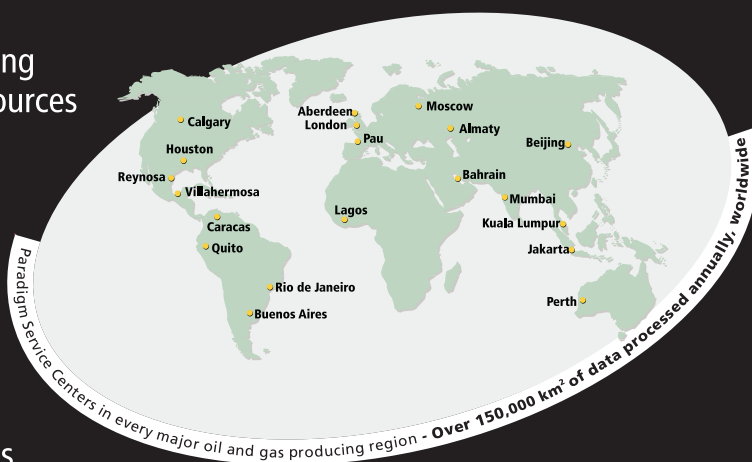 ng
ources
Aberdeen
London
Moscow
Calgary
Almaty
Pau
Beijing
Houston
Reynosa
Bahrain
Villahermosa
Mumbai
Lagos
Kuala Lumpur
Caracas
Quito
Jakarta
Rio de Janeiro
Perth
Buenos Aires
Paradigm Service Centers in every major oil and gas producing region - Over 150,000 km² of data processed annually, worldwide
s